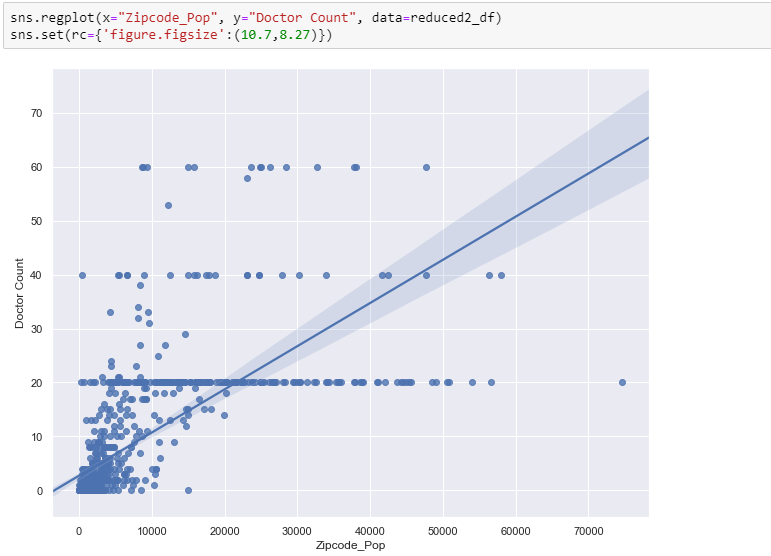 sns.regplot(x="Zipcode_Pop", y="Doctor Count", data=reduced2_df)
sns.set(rc={'figure.figsize':(10.7,8.27)})
70
60
50
40
30
20
10
0
Doctor Count
0 10000 20000 30000 40000 50000 60000 70000
Zipcode_Pop